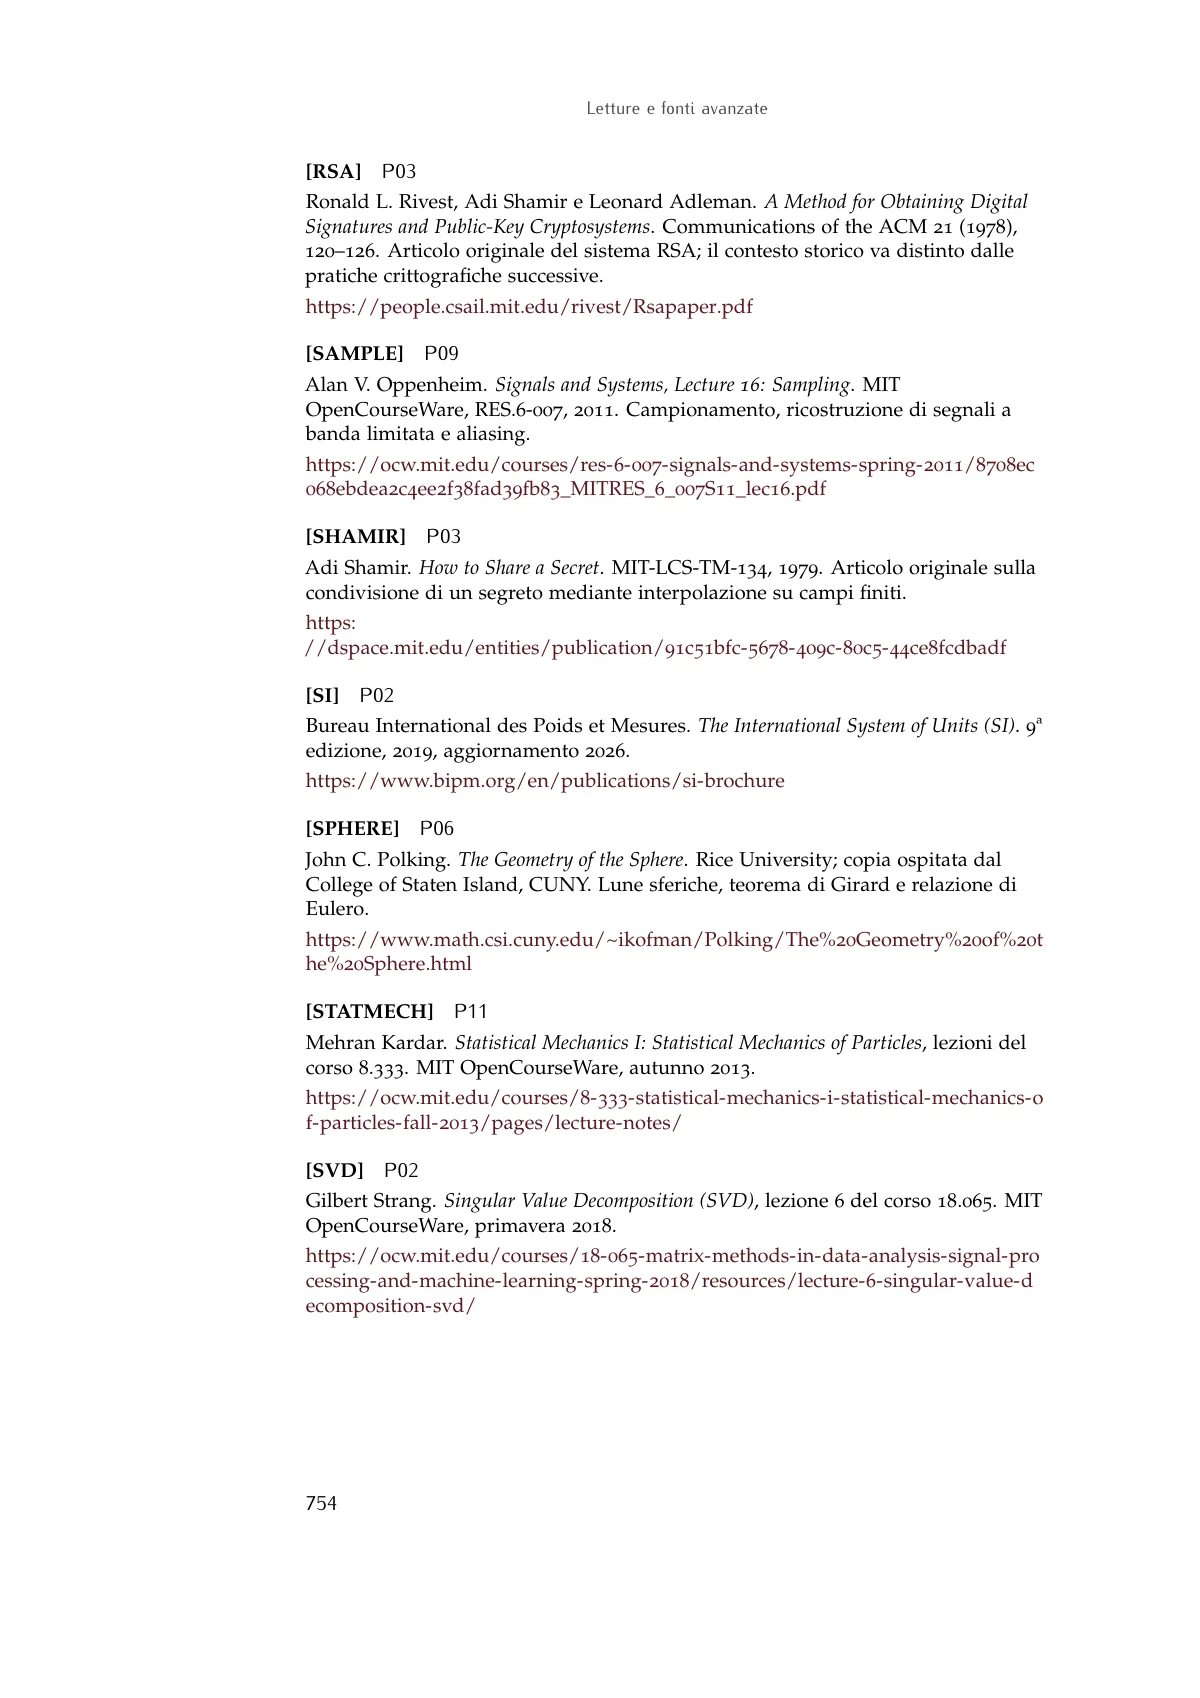 Letture e fonti avanzate
[RSA] P03
Ronald L. Rivest, Adi Shamir e Leonard Adleman. A Method for Obtaining Digital
Signatures and Public-Key Cryptosystems. Communications of the ACM 21 (1978),
120–126. Articolo originale del sistema RSA; il contesto storico va distinto dalle
pratiche crittografiche successive.
https://people.csail.mit.edu/rivest/Rsapaper.pdf
[SAMPLE] P09
Alan V. Oppenheim. Signals and Systems, Lecture 16: Sampling. MIT
OpenCourseWare, RES.6-007, 2011. Campionamento, ricostruzione di segnali a
banda limitata e aliasing.
https://ocw.mit.edu/courses/res-6-007-signals-and-systems-spring-2011/8708ec
068ebdea2c4ee2f38fad39fb83_MITRES_6_007S11_lec16.pdf
[SHAMIR] P03
Adi Shamir. How to Share a Secret. MIT-LCS-TM-134, 1979. Articolo originale sulla
condivisione di un segreto mediante interpolazione su campi finiti.
https:
//dspace.mit.edu/entities/publication/91c51bfc-5678-409c-80c5-44ce8fcdbadf
[SI] P02
Bureau International des Poids et Mesures. The International System of Units (SI). 9ª
edizione, 2019, aggiornamento 2026.
https://www.bipm.org/en/publications/si-brochure
[SPHERE] P06
John C. Polking. The Geometry of the Sphere. Rice University; copia ospitata dal
College of Staten Island, CUNY. Lune sferiche, teorema di Girard e relazione di
Eulero.
https://www.math.csi.cuny.edu/~ikofman/Polking/The%20Geometry%20of%20t
he%20Sphere.html
[STATMECH] P11
Mehran Kardar. Statistical Mechanics I: Statistical Mechanics of Particles, lezioni del
corso 8.333. MIT OpenCourseWare, autunno 2013.
https://ocw.mit.edu/courses/8-333-statistical-mechanics-i-statistical-mechanics-o
f-particles-fall-2013/pages/lecture-notes/
[SVD] P02
Gilbert Strang. Singular Value Decomposition (SVD), lezione 6 del corso 18.065. MIT
OpenCourseWare, primavera 2018.
https://ocw.mit.edu/courses/18-065-matrix-methods-in-data-analysis-signal-pro
cessing-and-machine-learning-spring-2018/resources/lecture-6-singular-value-d
ecomposition-svd/
754